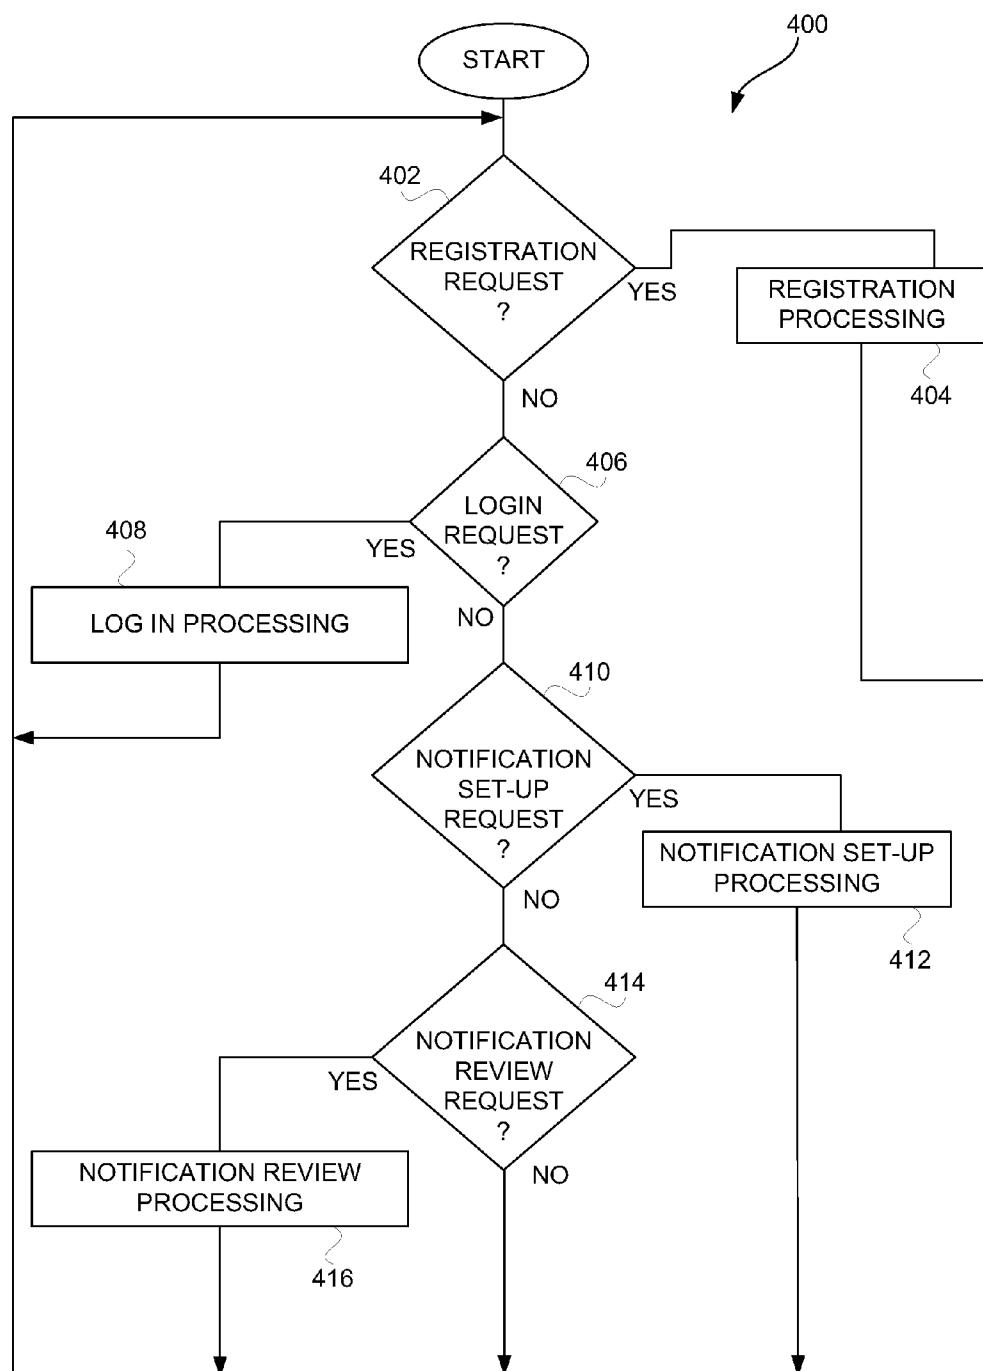 400
START
402
REGISTRATION
REQUEST
?
YES
REGISTRATION
PROCESSING
404
NO
406
LOGIN
REQUEST
?
YES
408
LOG IN PROCESSING
NO
410
NOTIFICATION
SET-UP
REQUEST
?
YES
NOTIFICATION SET-UP
PROCESSING
412
NO
414
NOTIFICATION
REVIEW
REQUEST
?
YES
NOTIFICATION REVIEW
PROCESSING
416
NO